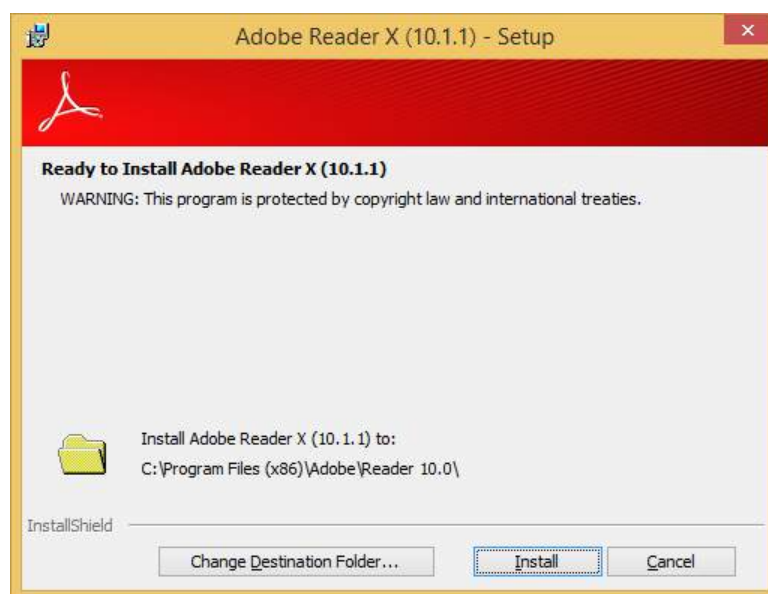 Adobe Reader X (10.1.1) - Setup
Ready to Install Adobe Reader X (10.1.1)
WARNING: This program is protected by copyright law and international treaties.
Install Adobe Reader X (10.1.1) to:
C:\Program Files (x86)\Adobe\Reader 10.0\
InstallShield
Change Destination Folder... Install Cancel